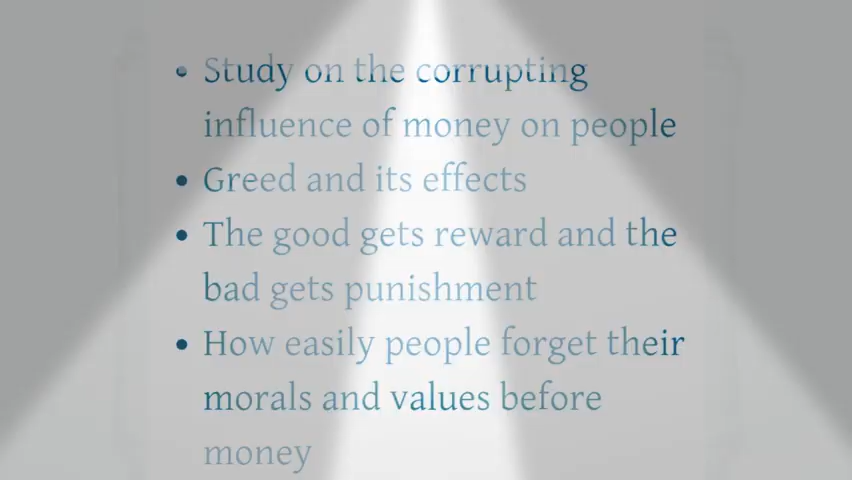 • Study on the corrupting
influence of money on people
• Greed and its effects
• The good gets reward and the
bad gets punishment
• How easily people forget their
morals and values before
money